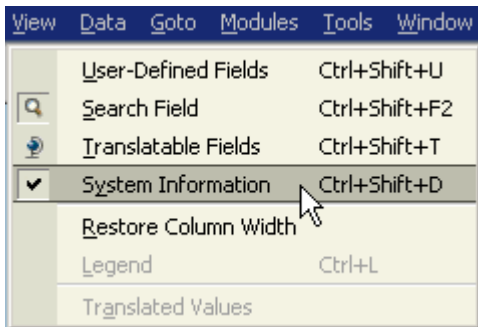 View Data Goto Modules Tools Window
User-Defined Fields Ctrl+Shift+U
Search Field Ctrl+Shift+F2
Translatable Fields Ctrl+Shift+T
System Information Ctrl+Shift+D
Restore Column Width
Legend Ctrl+L
Translated Values